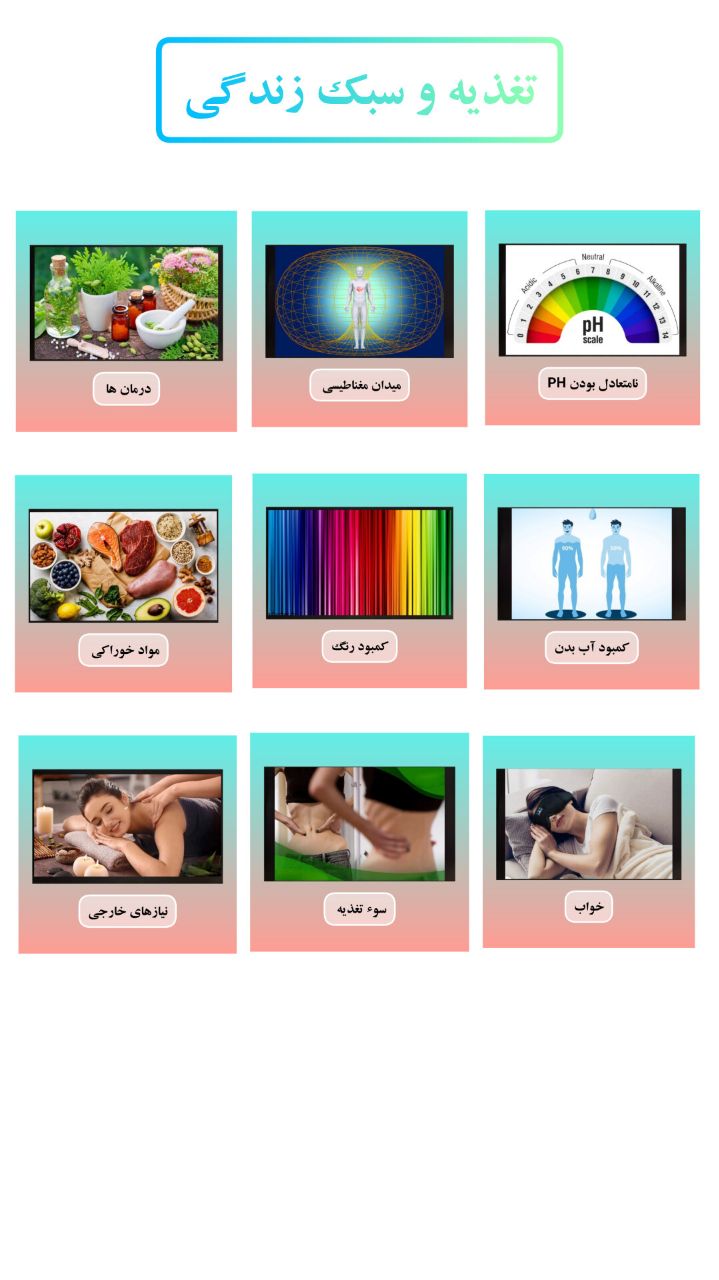 تغذیه و سبک زندگی
Neutral
Acidic
Alkaline
0 1 2 3 4 5 6 7 8 9 10 11 12 13 14
pH
scale
نامتعادل بودن PH
میدان مغناطیسی
درمان ها
90%
50%
کمبود آب بدن
کمبود رنگ
مواد خوراکی
خواب
سوء تغذیه
نیازهای خارجی